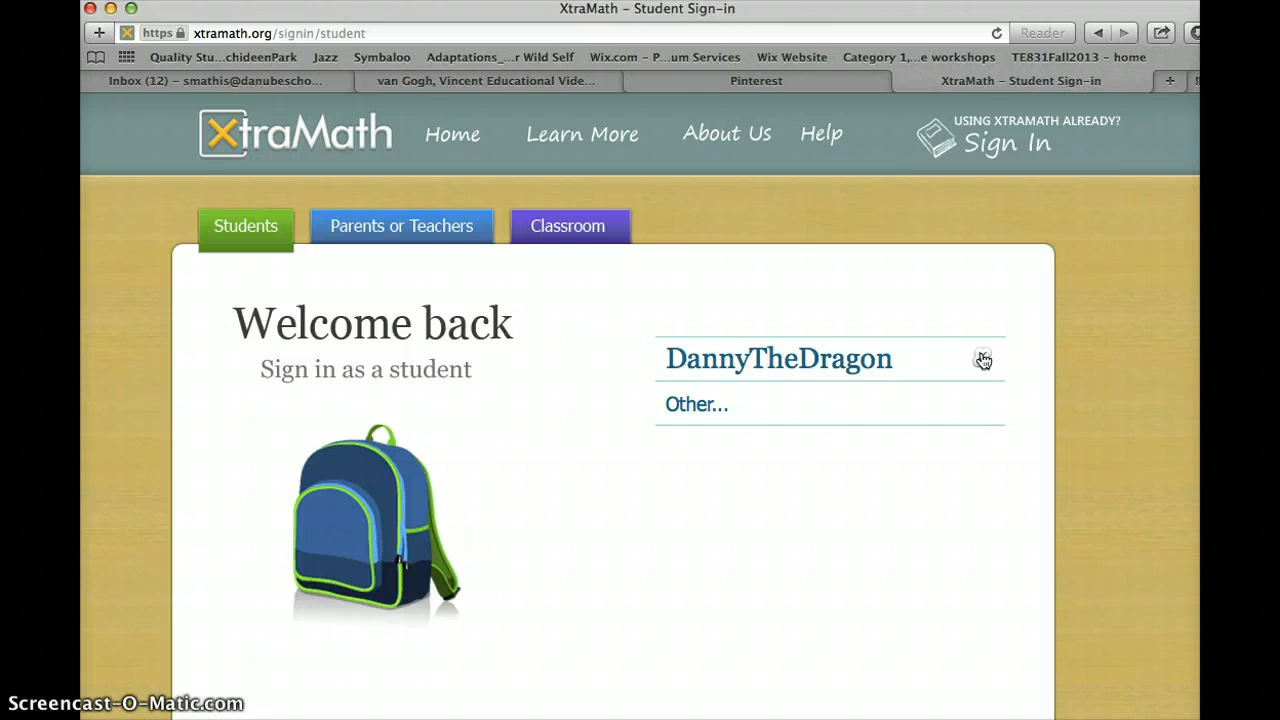 XtraMath – Student Sign-in
https xtramath.org/signin/student
Reader
Quality Stu...chideenPark Jazz Symbaloo Adaptations_...r Wild Self Wix.com - P...um Services Wix Website Category 1,...e workshops TE831Fall2013 - home
Inbox (12) – smathis@danubescho... van Gogh, Vincent Educational Vide... Pinterest XtraMath – Student Sign-in
XtraMath Home Learn More About Us Help
USING XTRAMATH ALREADY?
Sign In
Students Parents or Teachers Classroom
Welcome back
Sign in as a student
DannyTheDragon
Other...
Screencast-O-Matic.com